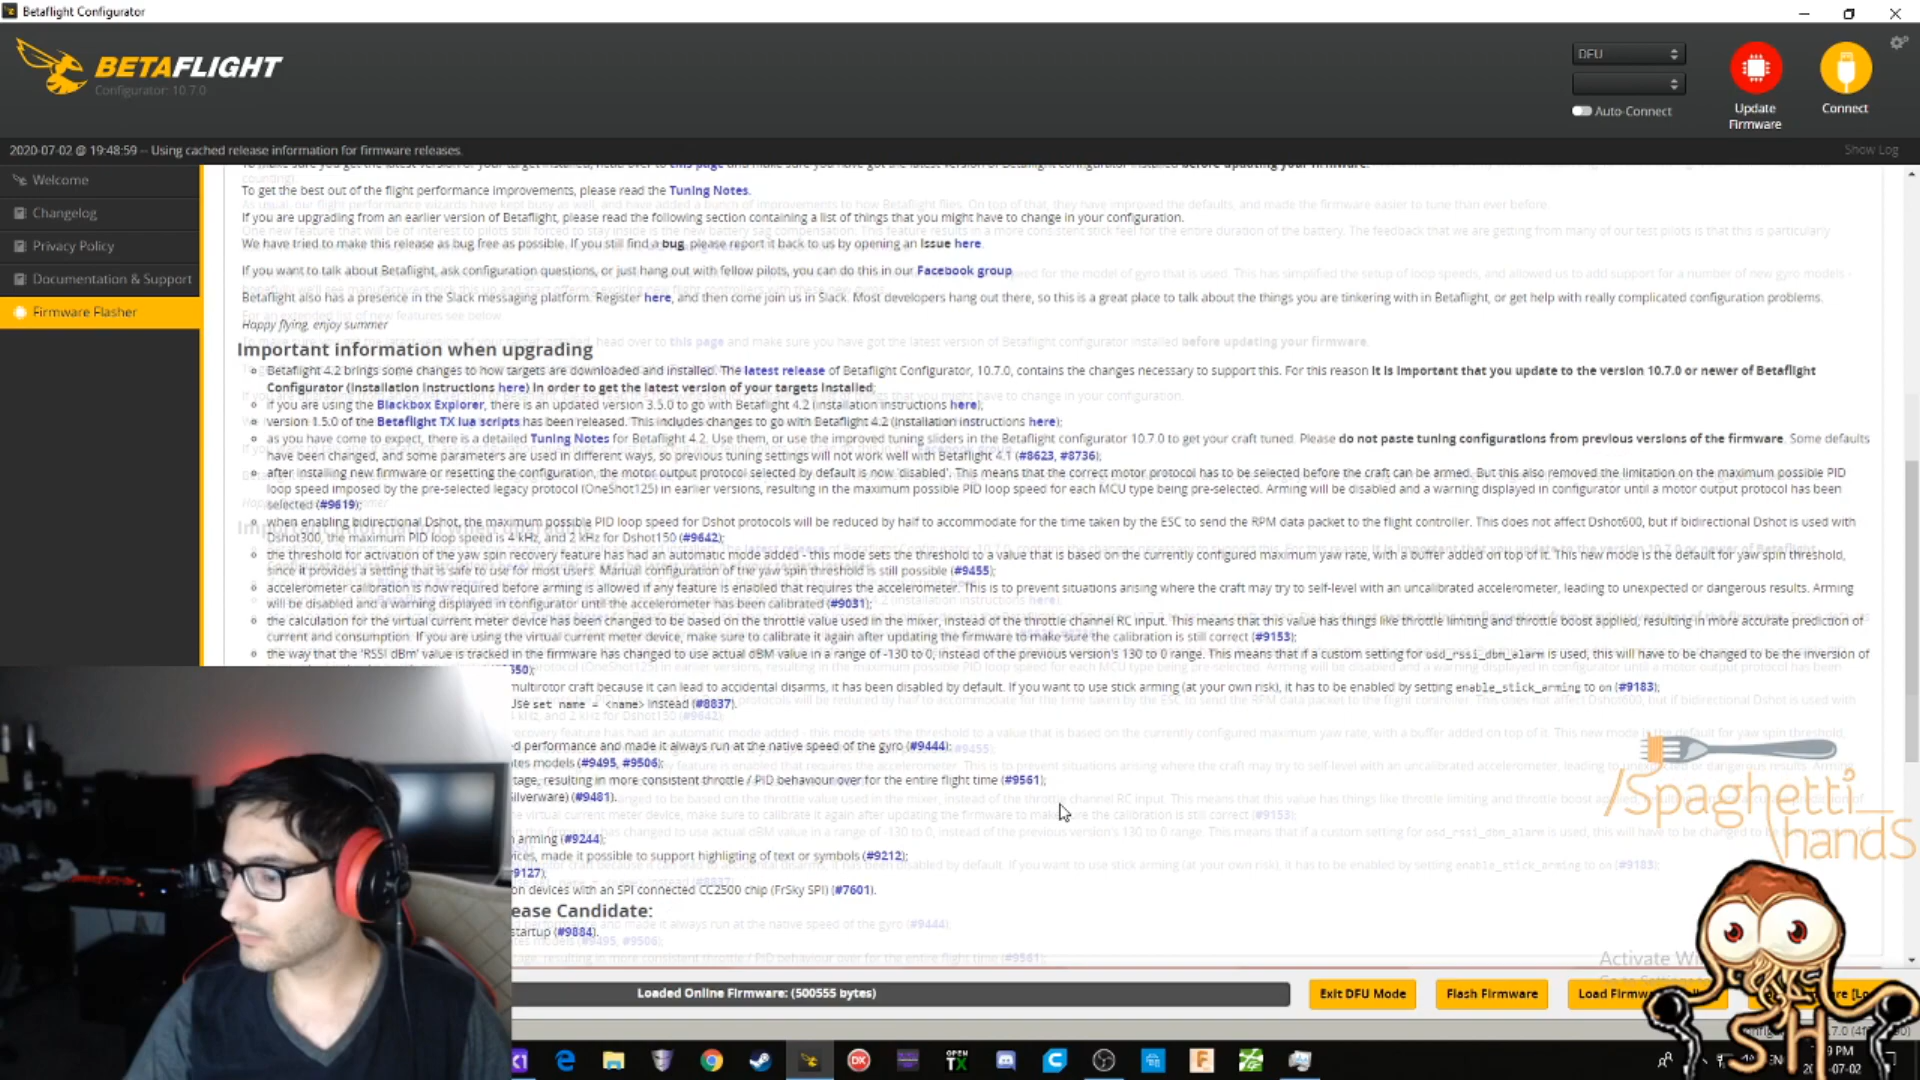 Betaflight Configurator
BETAFLIGHT
Configurator: 10.7.0
DFU
Auto-Connect
Update
Firmware
Connect
2020-07-02 @ 19:48:59 -- Using cached release information for firmware releases.
Show Log
Welcome
Changelog
Privacy Policy
Documentation & Support
Firmware Flasher
To get the best out of the flight performance improvements, please read the Tuning Notes.
If you are upgrading from an earlier version of Betaflight, please read the following section containing a list of things that you might have to change in your configuration.
We have tried to make this release as bug free as possible. If you still find a bug, please report it back to us by opening an issue here.
If you want to talk about Betaflight, ask configuration questions, or just hang out with fellow pilots, you can do this in our Facebook group
Betaflight also has a presence in the Slack messaging platform. Register here, and then come join us in Slack. Most developers hang out there, so this is a great place to talk about the things you are tinkering with in Betaflight, or get help with really complicated configuration problems.
Happy flying, enjoy summer
Important information when upgrading
Betaflight 4.2 brings some changes to how targets are downloaded and installed. The latest release of Betaflight Configurator, 10.7.0, contains the changes necessary to support this. For this reason it is important that you update to the version 10.7.0 or newer of Betaflight
Configurator (installation instructions here) in order to get the latest version of your targets installed;
if you are using the Blackbox Explorer, there is an updated version 3.5.0 to go with Betaflight 4.2 (installation instructions here);
version 1.5.0 of the Betaflight TX lua scripts has been released. This includes changes to go with Betaflight 4.2 (installation instructions here);
as you have come to expect, there is a detailed Tuning Notes for Betaflight 4.2. Use them, or use the improved tuning sliders in the Betaflight configurator 10.7.0 to get your craft tuned. Please do not paste tuning configurations from previous versions of the firmware. Some defaults
have been changed, and some parameters are used in different ways, so previous tuning settings will not work well with Betaflight 4.1 (#8623, #8736);
after installing new firmware or resetting the configuration, the motor output protocol selected by default is now 'disabled'. This means that the correct motor protocol has to be selected before the craft can be armed. But this also removed the limitation on the maximum possible PID
loop speed imposed by the pre-selected legacy protocol (OneShot125) in earlier versions, resulting in the maximum possible PID loop speed for each MCU type being pre-selected. Arming will be disabled and a warning displayed in configurator until a motor output protocol has been
selected (#9619);
when enabling bidirectional Dshot, the maximum possible PID loop speed for Dshot protocols will be reduced by half to accommodate for the time taken by the ESC to send the RPM data packet to the flight controller. This does not affect Dshot600, but if bidirectional Dshot is used with
Dshot300, the maximum PID loop speed is 4 kHz, and 2 kHz for Dshot150 (#9642);
the threshold for activation of the yaw spin recovery feature has had an automatic mode added - this mode sets the threshold to a value that is based on the currently configured maximum yaw rate, with a buffer added on top of it. This new mode is the default for yaw spin threshold,
since it provides a setting that is safe to use for most users. Manual configuration of the yaw spin threshold is still possible (#9455);
accelerometer calibration is now required before arming is allowed if any feature is enabled that requires the accelerometer. This is to prevent situations arising where the craft may try to self-level with an uncalibrated accelerometer, leading to unexpected or dangerous results. Arming
will be disabled and a warning displayed in configurator until the accelerometer has been calibrated (#9031);
the calculation for the virtual current meter device has been changed to be based on the throttle value used in the mixer, instead of the throttle channel RC input. This means that this value has things like throttle limiting and throttle boost applied, resulting in more accurate prediction of
current and consumption. If you are using the virtual current meter device, make sure to calibrate it again after updating the firmware to make sure the calibration is still correct (#9153);
the way that the 'RSSI dBm' value is tracked in the firmware has changed to use actual dBM value in a range of -130 to 0, instead of the previous version's 130 to 0 range. This means that if a custom setting for osd_rssi_dbm_alarm is used, this will have to be changed to be the inversion of
multirotor craft because it can lead to accidental disarms, it has been disabled by default. If you want to use stick arming (at your own risk), it has to be enabled by setting enable_stick_arming to on (#9183);
Use set name = <name> instead (#8837).
d performance and made it always run at the native speed of the gyro (#9444);
tes models (#9495, #9506);
tage, resulting in more consistent throttle / PID behaviour over for the entire flight time (#9561);
ilverware) (#9481).
n arming (#9244);
vices, made it possible to support highligting of text or symbols (#9212);
#9127);
on devices with an SPI connected CC2500 chip (FrSky SPI) (#7601).
ease Candidate:
startup (#9884).
/Spaghetti_
hands
Activate
Loaded Online Firmware: (500555 bytes)
Exit DFU Mode
Flash Firmware
Load Firmw
SH